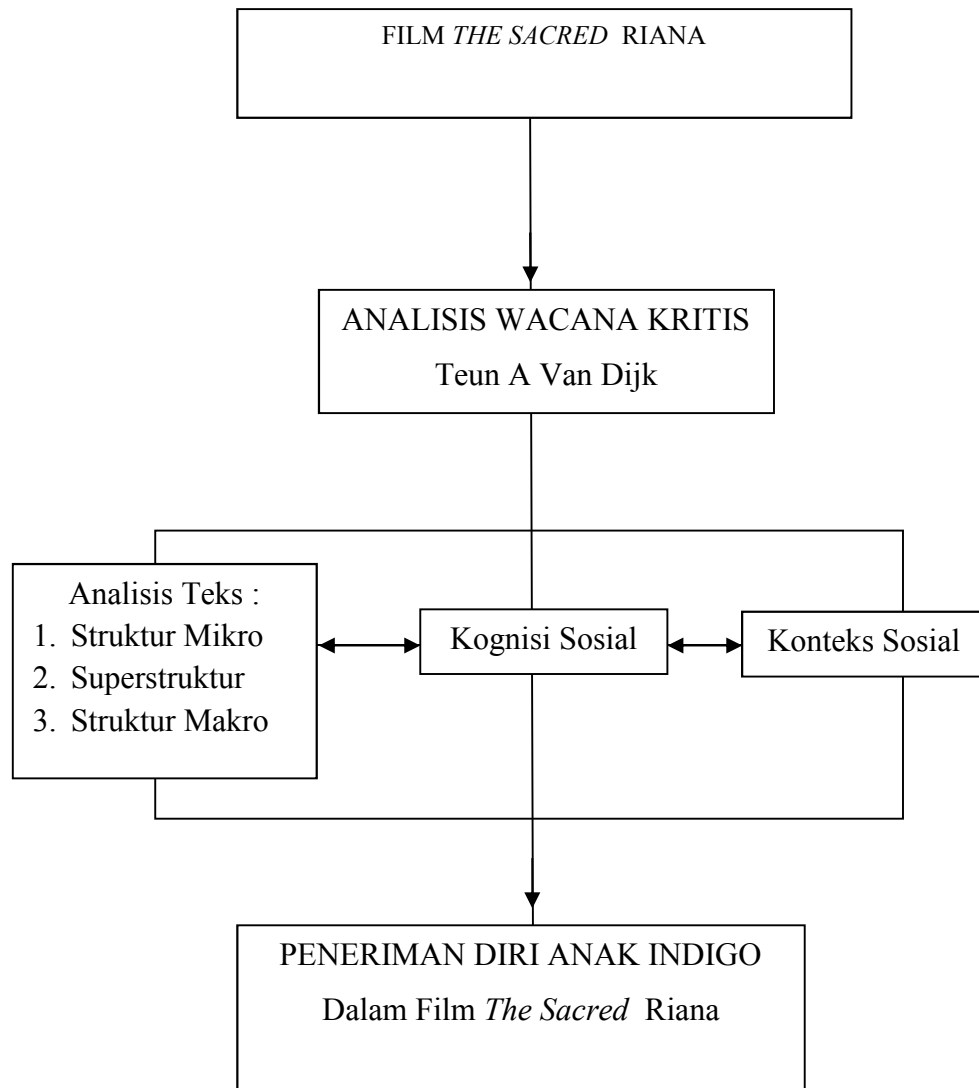 FILM THE SACRED RIANA
ANALISIS WACANA KRITIS
Teun A Van Dijk
Analisis Teks :
1. Struktur Mikro
2. Superstruktur
3. Struktur Makro
Kognisi Sosial
Konteks Sosial
PENERIMAN DIRI ANAK INDIGO
Dalam Film The Sacred Riana